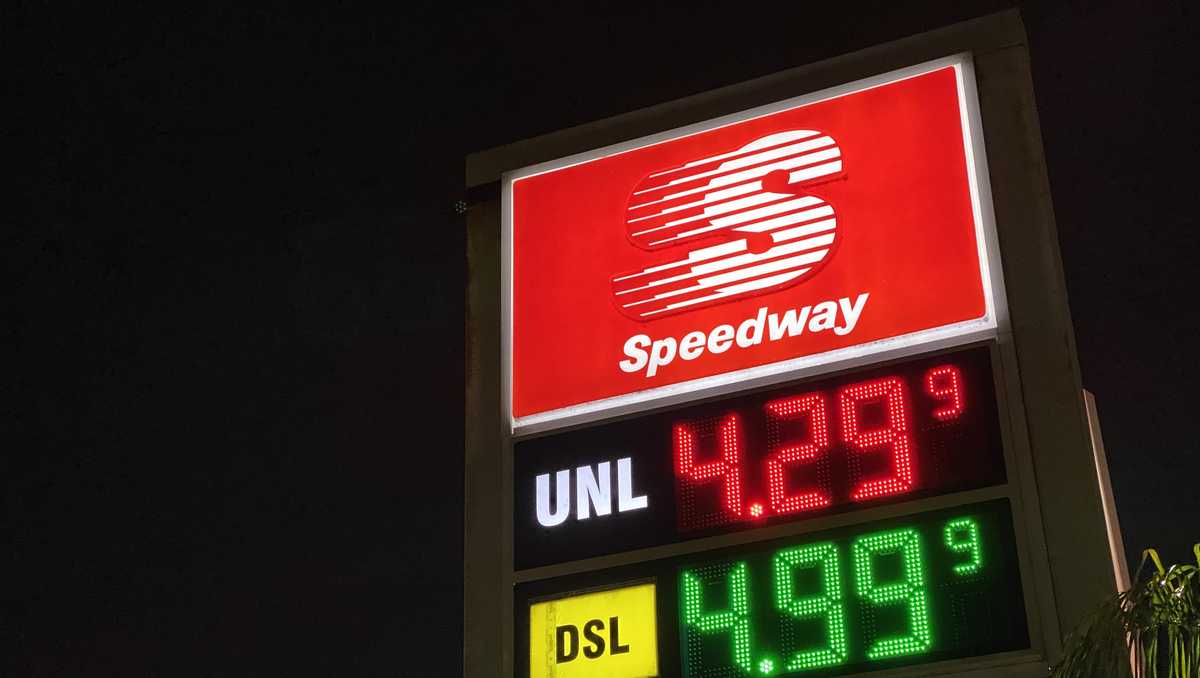 S
Speedway
UNL 4.29 9
DSL 4.99 9